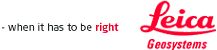 - when it has to be right
Leica
Geosystems